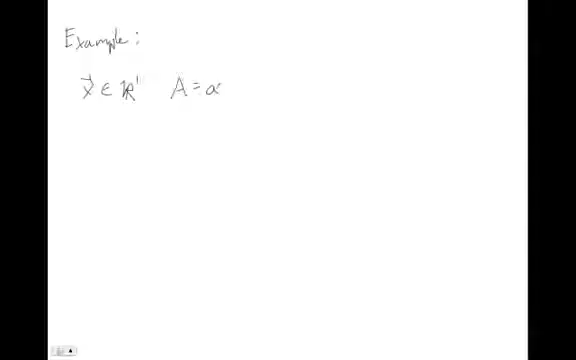 Example:
x⃗ ∈ ℝ¹ A = α